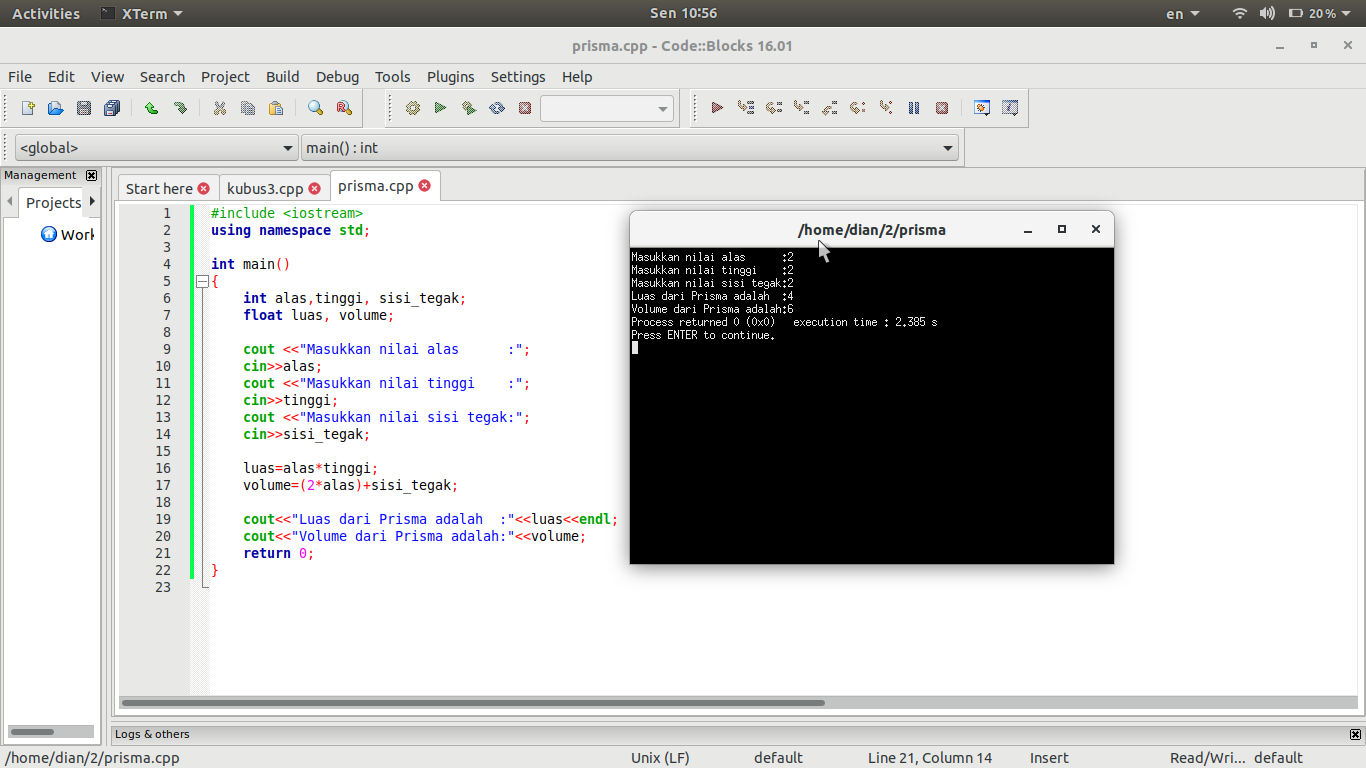 Activities XTerm Sen 10:56 en 20%
prisma.cpp - Code::Blocks 16.01
File Edit View Search Project Build Debug Tools Plugins Settings Help
<global> main() : int
Management
Projects
Work
Start here kubus3.cpp prisma.cpp
1 #include <iostream>
2 using namespace std;
3
4 int main()
5 {
6     int alas,tinggi, sisi_tegak;
7     float luas, volume;
8
9     cout <<"Masukkan nilai alas      :";
10     cin>>alas;
11     cout <<"Masukkan nilai tinggi    :";
12     cin>>tinggi;
13     cout <<"Masukkan nilai sisi tegak:";
14     cin>>sisi_tegak;
15
16     luas=alas*tinggi;
17     volume=(2*alas)+sisi_tegak;
18
19     cout<<"Luas dari Prisma adalah  :"<<luas<<endl;
20     cout<<"Volume dari Prisma adalah:"<<volume;
21     return 0;
22 }
23
/home/dian/2/prisma
Masukkan nilai alas      :2
Masukkan nilai tinggi    :2
Masukkan nilai sisi tegak:2
Luas dari Prisma adalah  :4
Volume dari Prisma adalah:6
Process returned 0 (0x0)   execution time : 2.385 s
Press ENTER to continue.
Logs & others
/home/dian/2/prisma.cpp Unix (LF) default Line 21, Column 14 Insert Read/Wri... default